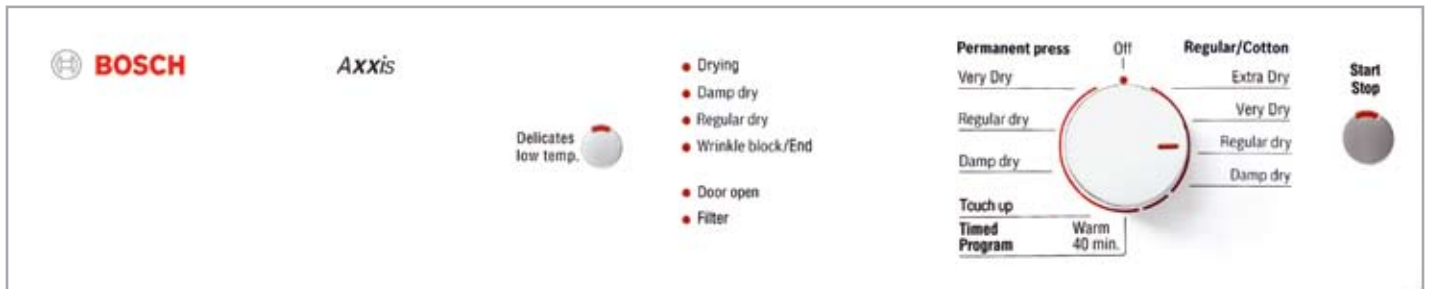 BOSCH
Axxis
Delicates
low temp.
Drying
Damp dry
Regular dry
Wrinkle block/End
Door open
Filter
Permanent press
Off
Regular/Cotton
Very Dry
Regular dry
Damp dry
Touch up
Timed
Program
Warm
40 min.
Extra Dry
Very Dry
Regular dry
Damp dry
Start
Stop